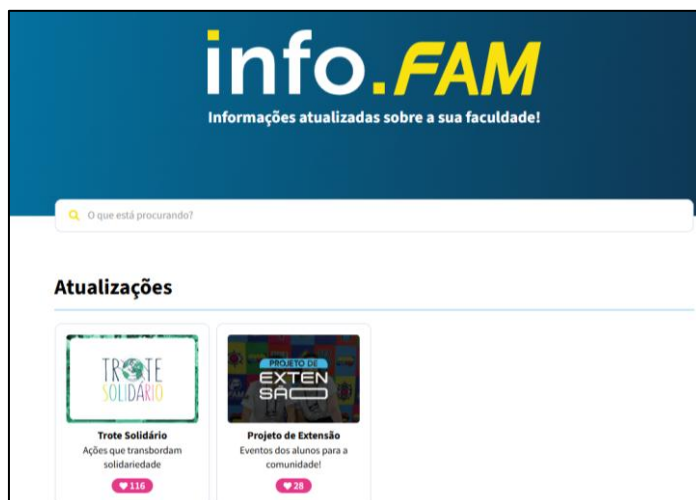 info.FAM
Informações atualizadas sobre a sua faculdade!
O que está procurando?
Atualizações
TROTE
SOLIDÁRIO
Trote Solidário
Ações que transbordam
solidariedade
116
PROJETO DE
EXTEN
SÃO
Projeto de Extensão
Eventos dos alunos para a
comunidade!
28